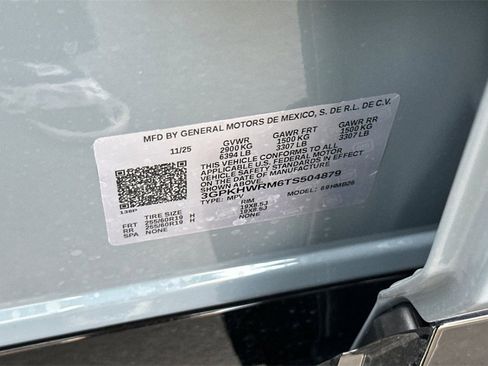 MFD BY GENERAL MOTORS DE MEXICO, S. DE R.L. DE C.V.
11/25 GVWR GAWR FRT GAWR RR
2900 KG 1500 KG 1500 KG
6394 LB 3307 LB 3307 LB
THIS VEHICLE CONFORMS TO ALL
APPLICABLE U.S. FEDERAL MOTOR
VEHICLE SAFETY STANDARDS IN EFFECT
ON THE DATE OF MANUFACTURE
SHOWN ABOVE.
3GPKHWRM6TS504879
TYPE: MPV MODEL: 69HMB26
138P
TIRE SIZE RIM
FRT 255/60R19 H 19X8.5J
RR 255/60R19 H 19X8.5J
SPA NONE NONE